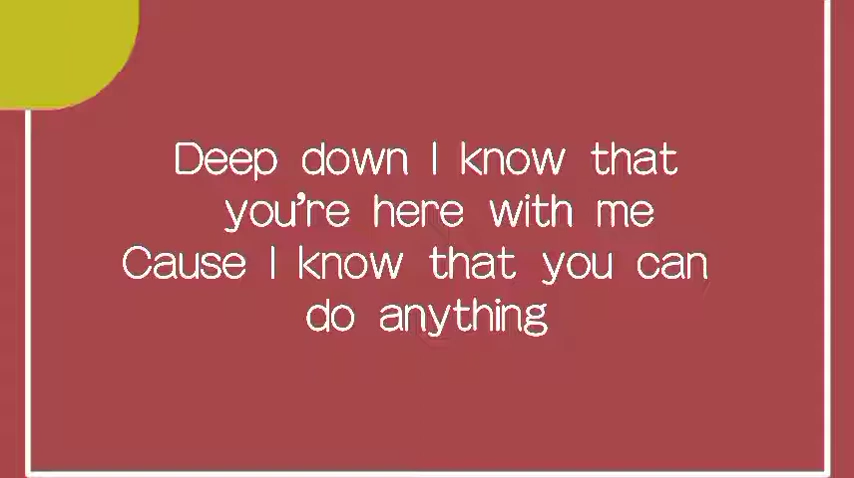 Deep down I know that
you're here with me
Cause I know that you can
do anything